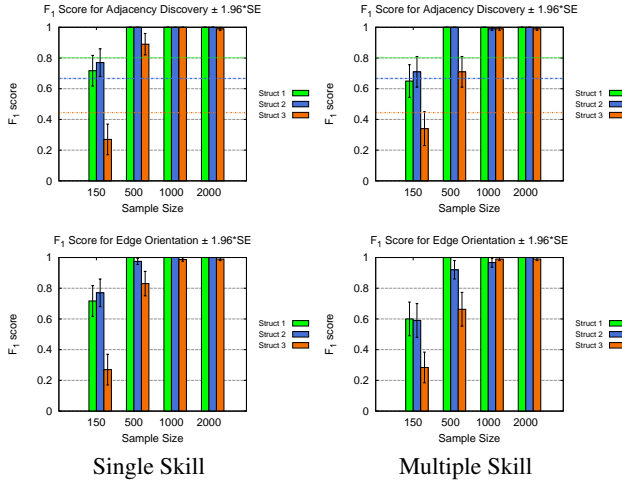 F1 Score for Adjacency Discovery ± 1.96*SE
1
0.8
0.6
0.4
0.2
0
F1 score
150 500 1000 2000
Sample Size
Struct 1
Struct 2
Struct 3
F1 Score for Adjacency Discovery ± 1.96*SE
1
0.8
0.6
0.4
0.2
0
F1 score
150 500 1000 2000
Sample Size
Struct 1
Struct 2
Struct 3
F1 Score for Edge Orientation ± 1.96*SE
1
0.8
0.6
0.4
0.2
0
F1 score
150 500 1000 2000
Sample Size
Struct 1
Struct 2
Struct 3
F1 Score for Edge Orientation ± 1.96*SE
1
0.8
0.6
0.4
0.2
0
F1 score
150 500 1000 2000
Sample Size
Struct 1
Struct 2
Struct 3
Single Skill
Multiple Skill